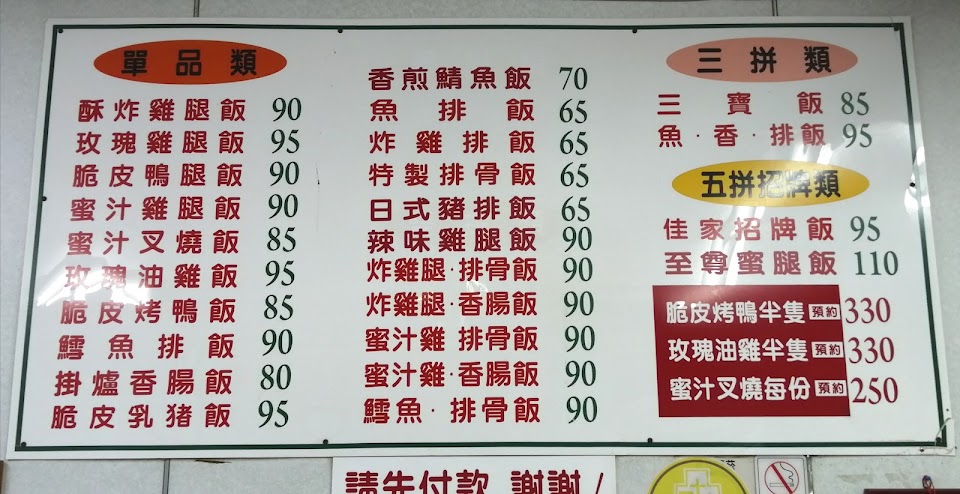 單品類
酥炸雞腿飯 90
玫瑰雞腿飯 95
脆皮鴨腿飯 90
蜜汁雞腿飯 90
蜜汁叉燒飯 85
玫瑰油雞飯 95
脆皮烤鴨飯 85
鱈魚排飯 90
掛爐香腸飯 80
脆皮乳猪飯 95
香煎鯖魚飯 70
魚排飯 65
炸雞排飯 65
特製排骨飯 65
日式豬排飯 65
辣味雞腿飯 90
炸雞腿·排骨飯 90
炸雞腿·香腸飯 90
蜜汁雞·排骨飯 90
蜜汁雞·香腸飯 90
鱈魚·排骨飯 90
三拼類
三寶飯 85
魚·香·排飯 95
五拼招牌類
佳家招牌飯 95
至尊蜜腿飯 110
脆皮烤鴨半隻 預約 330
玫瑰油雞半隻 預約 330
蜜汁叉燒每份 預約 250
請先付款 謝謝!